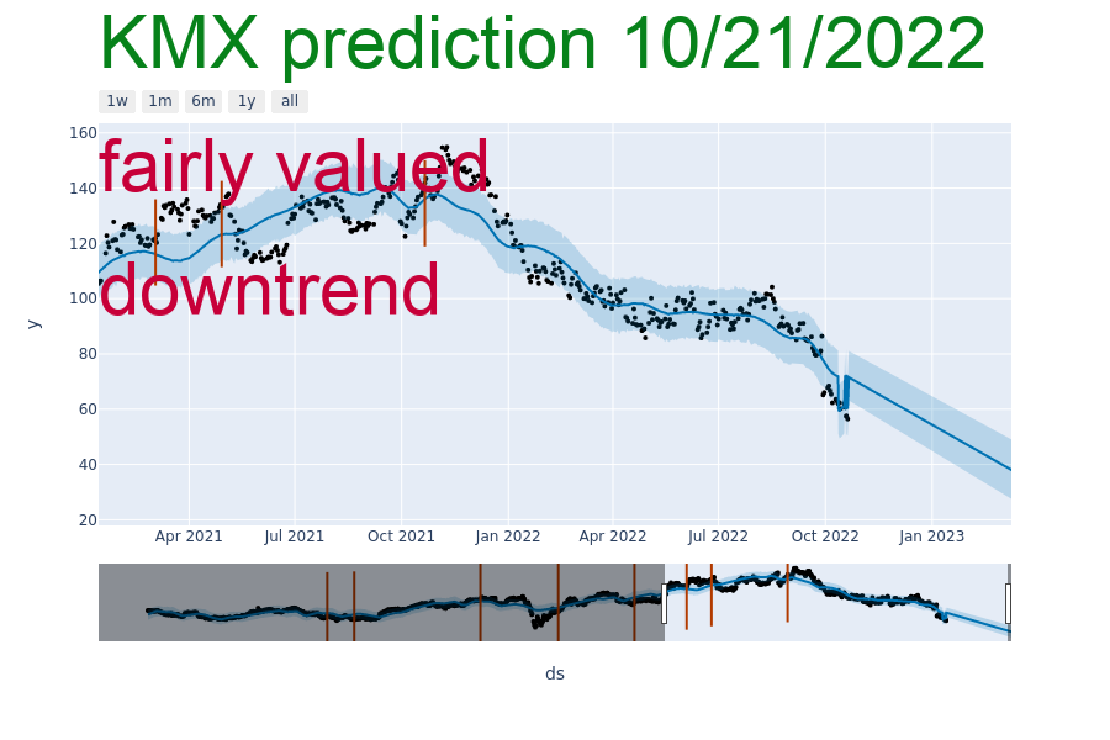 KMX prediction 10/21/2022
1w 1m 6m 1y all
160
fairly valued
140
120
downtrend
100
y
80
60
40
20
Apr 2021 Jul 2021 Oct 2021 Jan 2022 Apr 2022 Jul 2022 Oct 2022 Jan 2023
ds